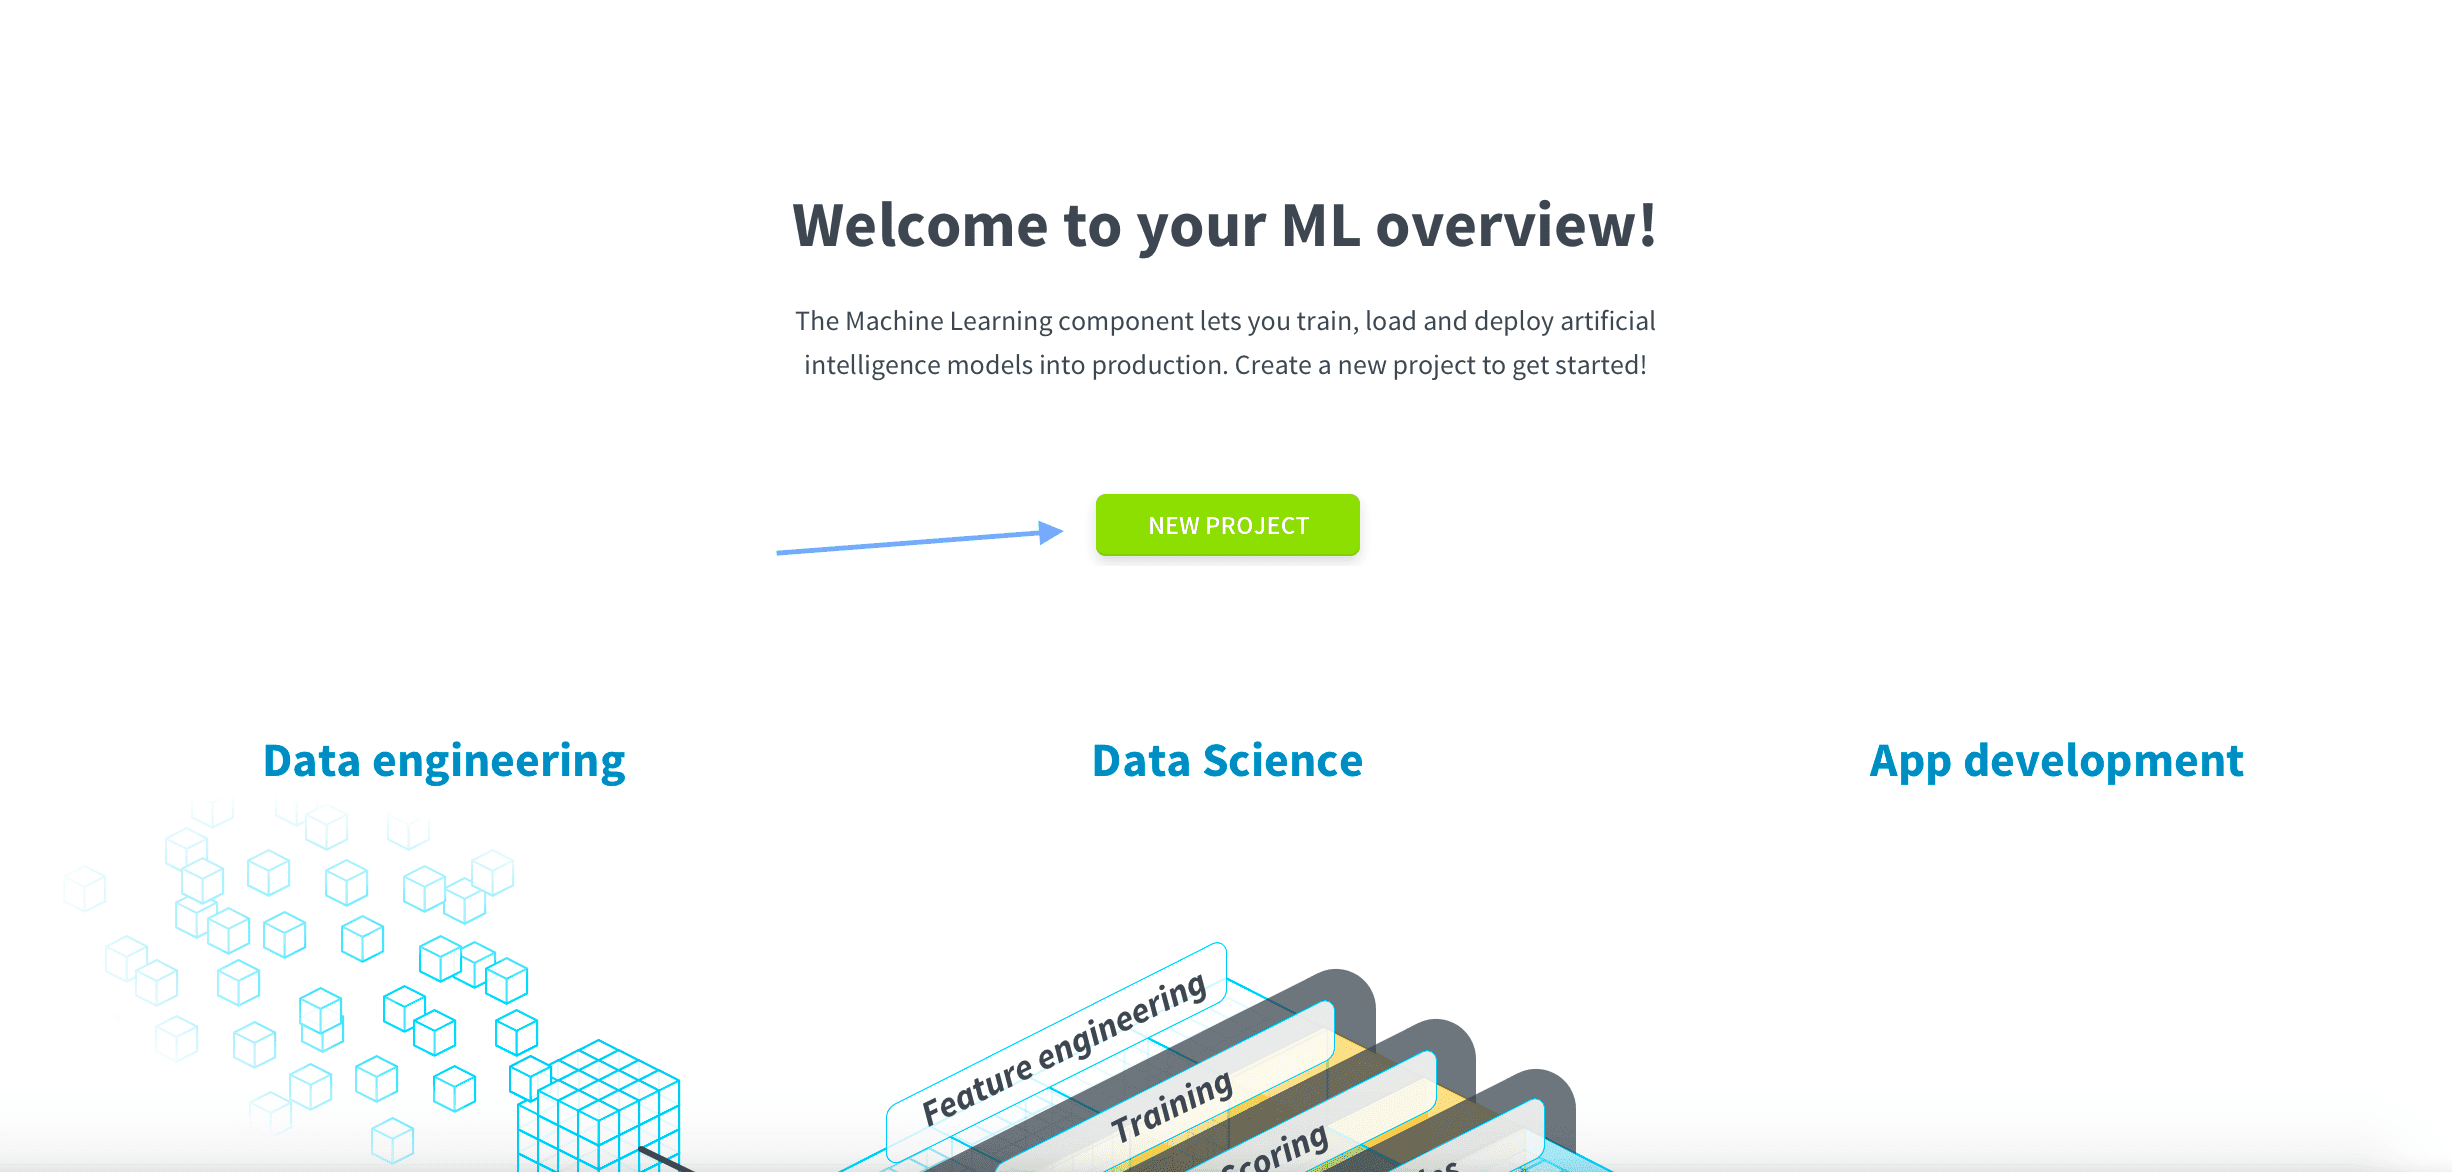 Welcome to your ML overview!
The Machine Learning component lets you train, load and deploy artificial
intelligence models into production. Create a new project to get started!
NEW PROJECT
Data engineering
Data Science
App development
Feature engineering
Training
Scoring